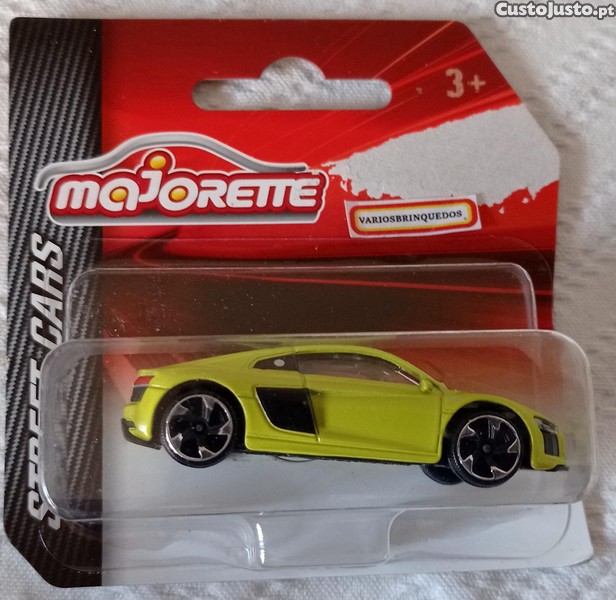 CustoJusto.pt
3+
MAJORETTE
VARIOSBRINQUEDOS
STREET CARS